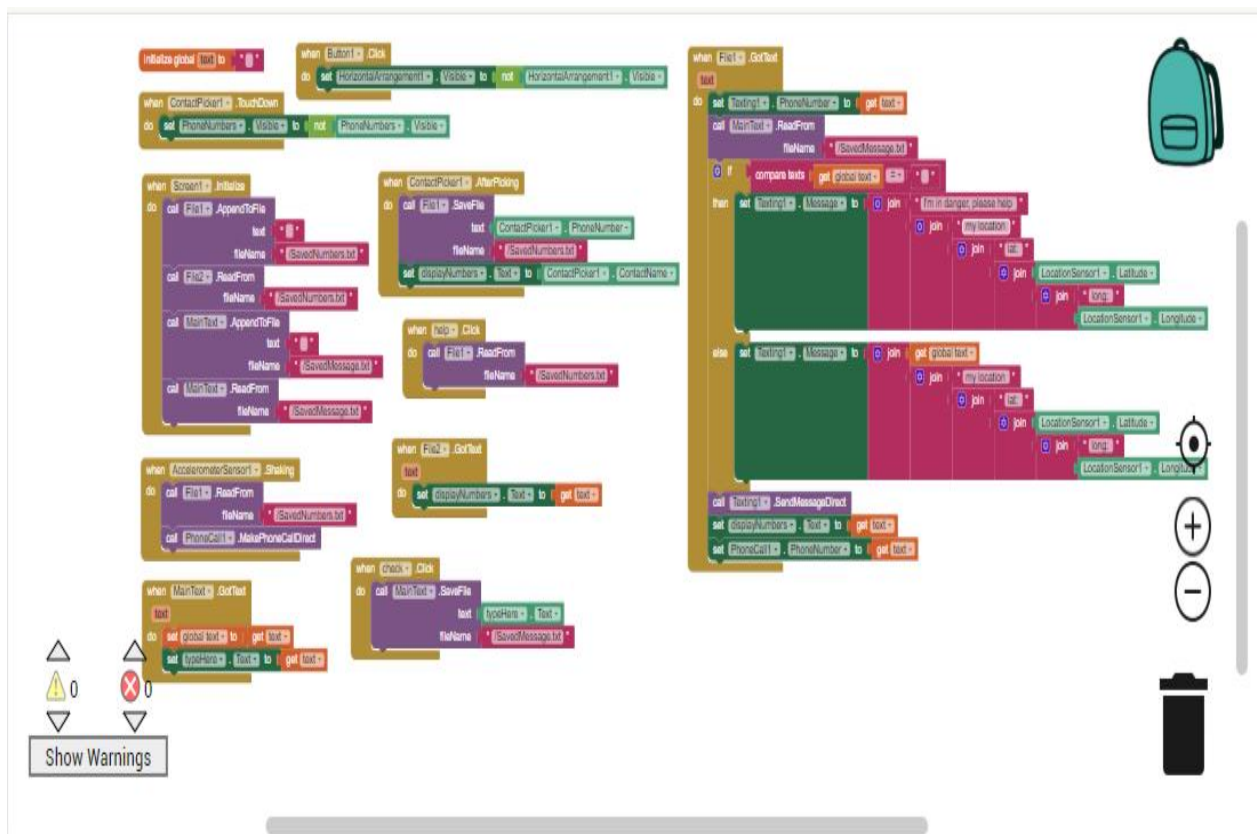 initialize global text to " "
when Button1 .Click
do set HorizontalArrangement1 . Visible to not HorizontalArrangement1 . Visible
when ContactPicker1 .TouchDown
do set PhoneNumbers . Visible to not PhoneNumbers . Visible
when Screen1 .Initialize
do call File1 .AppendToFile
text " "
fileName " /SavedNumbers.txt "
call File2 .ReadFrom
fileName " /SavedNumbers.txt "
call MainText .AppendToFile
text " "
fileName " /SavedMessage.txt "
call MainText .ReadFrom
fileName " /SavedMessage.txt "
when ContactPicker1 .AfterPicking
do call File1 .SaveFile
text ContactPicker1 . PhoneNumber
fileName " /SavedNumbers.txt "
set displayNumbers . Text to ContactPicker1 . ContactName
when help .Click
do call File1 .ReadFrom
fileName " /SavedNumbers.txt "
when AccelerometerSensor1 .Shaking
do call File1 .ReadFrom
fileName " /SavedNumbers.txt "
call PhoneCall1 .MakePhoneCallDirect
when File2 .GotText
text
do set displayNumbers . Text to get text
when MainText .GotText
text
do set global text to get text
set typeHere . Text to get text
when check .Click
do call MainText .SaveFile
text typeHere . Text
fileName " /SavedMessage.txt "
when File1 .GotText
text
do set Texting1 . PhoneNumber to get text
call MainText .ReadFrom
fileName " /SavedMessage.txt "
if compare texts get global text = " "
then set Texting1 . Message to join " I'm in danger, please help "
join " my location "
join " lat: "
join LocationSensor1 . Latitude
join " long: "
LocationSensor1 . Longitude
else set Texting1 . Message to join get global text
join " my location "
join " lat: "
join LocationSensor1 . Latitude
join " long: "
LocationSensor1 . Longitude
call Texting1 .SendMessageDirect
set displayNumbers . Text to get text
set PhoneCall1 . PhoneNumber to get text
0 0
Show Warnings